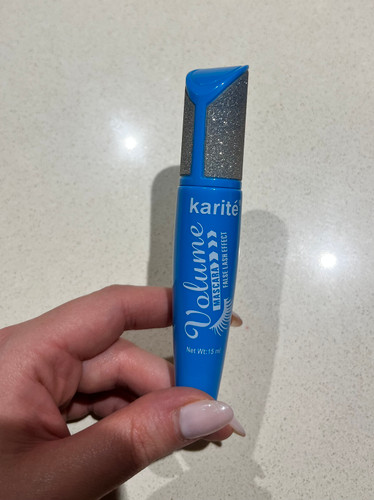 karité
Volume
MASCARA
FALSE LASH EFFECT
Net Wt:13 ml